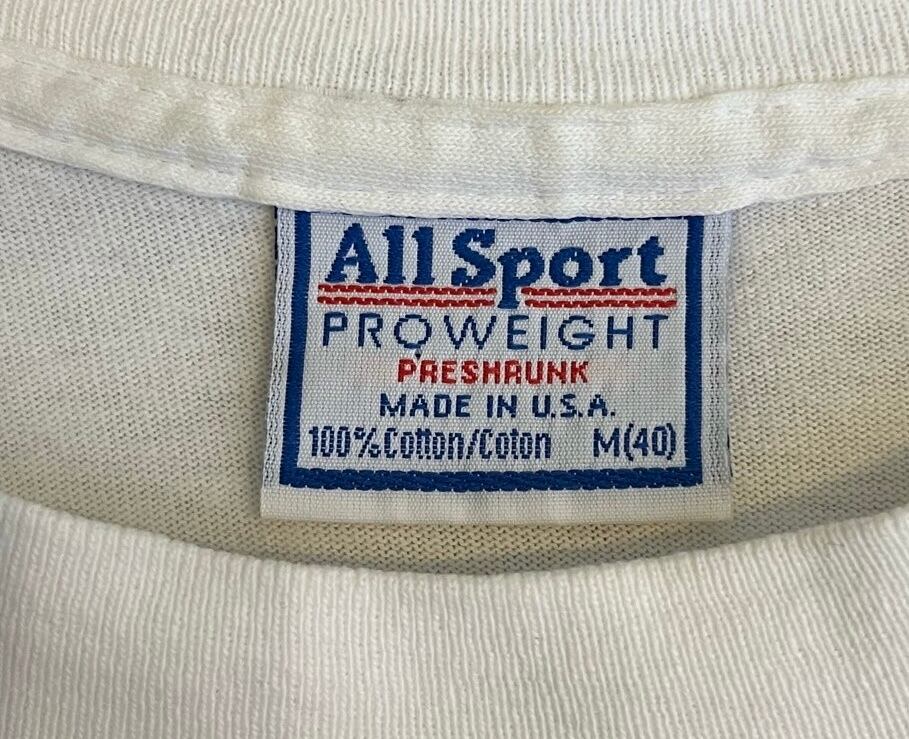 All Sport
PROWEIGHT
PRESHRUNK
MADE IN U.S.A.
100% Cotton/Coton M(40)